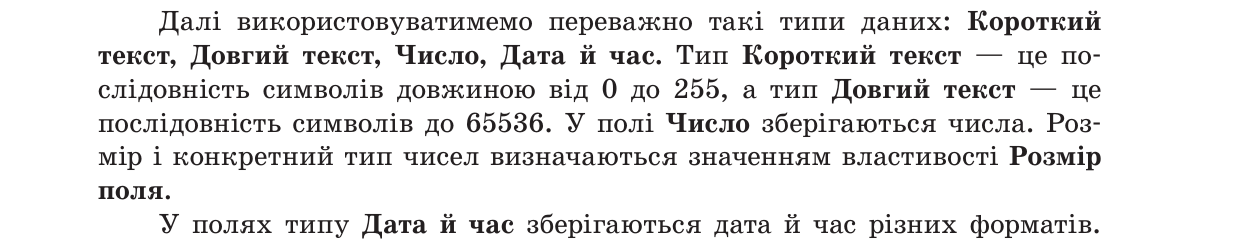 Далі використовуватимемо переважно такі типи даних: Короткий
текст, Довгий текст, Число, Дата й час. Тип Короткий текст — це по-
слідовність символів довжиною від 0 до 255, а тип Довгий текст — це
послідовність символів до 65536. У полі Число зберігаються числа. Роз-
мір і конкретний тип чисел визначаються значенням властивості Розмір
поля.
У полях типу Дата й час зберігаються дата й час різних форматів.